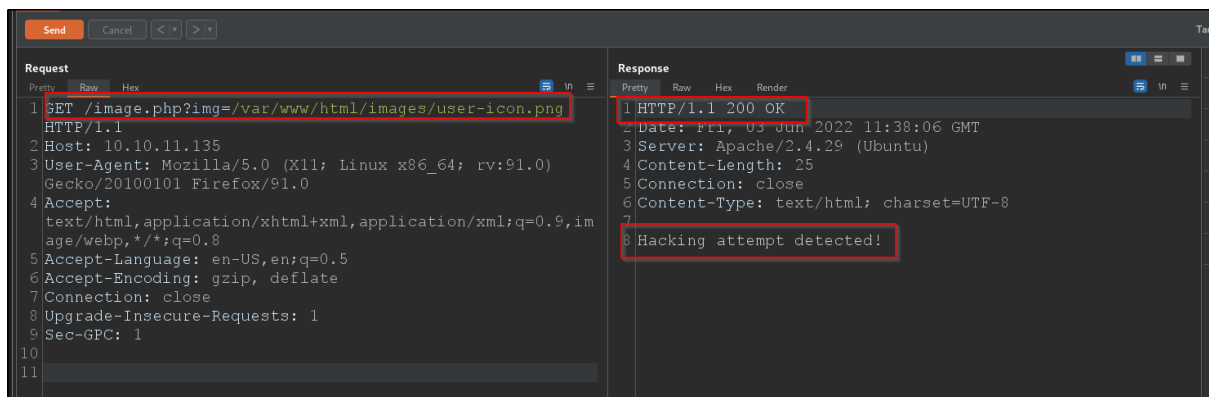 Send Cancel < > Ta
Request
Pretty Raw Hex \n
1 GET /image.php?img=/var/www/html/images/user-icon.png
HTTP/1.1
2 Host: 10.10.11.135
3 User-Agent: Mozilla/5.0 (X11; Linux x86_64; rv:91.0)
Gecko/20100101 Firefox/91.0
4 Accept:
text/html,application/xhtml+xml,application/xml;q=0.9,im
age/webp,*/*;q=0.8
5 Accept-Language: en-US,en;q=0.5
6 Accept-Encoding: gzip, deflate
7 Connection: close
8 Upgrade-Insecure-Requests: 1
9 Sec-GPC: 1
10
11
Response
Pretty Raw Hex Render \n
1 HTTP/1.1 200 OK
2 Date: Fri, 03 Jun 2022 11:38:06 GMT
3 Server: Apache/2.4.29 (Ubuntu)
4 Content-Length: 25
5 Connection: close
6 Content-Type: text/html; charset=UTF-8
7
8 Hacking attempt detected!